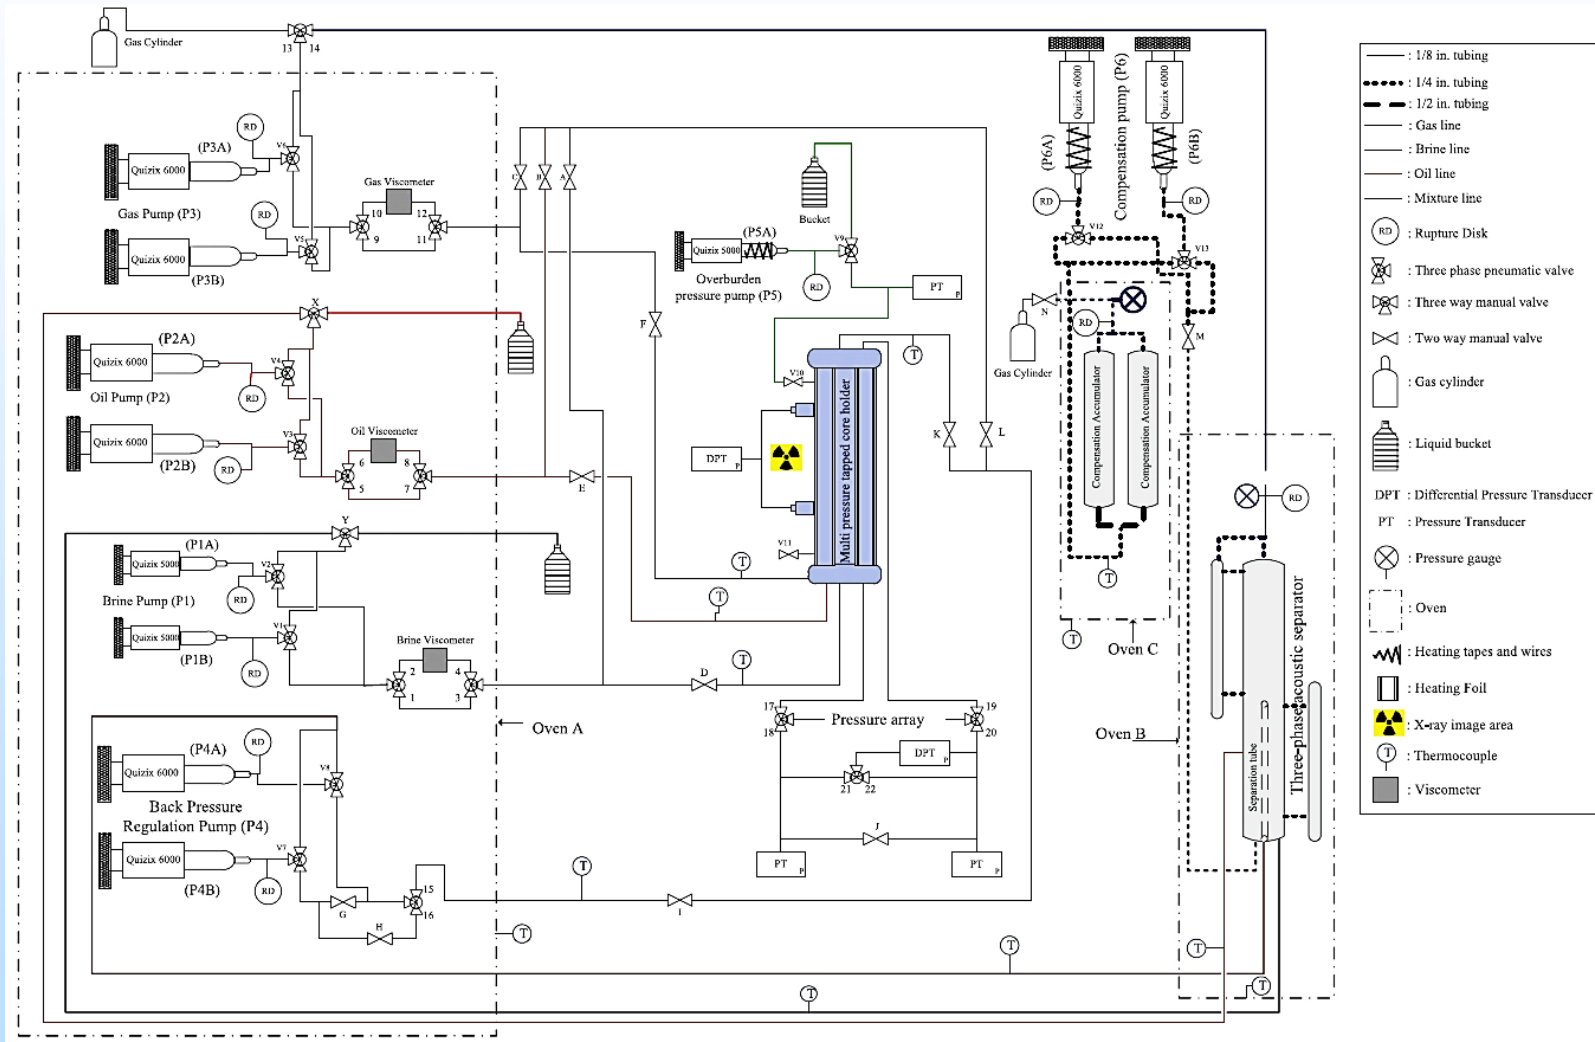 Gas Cylinder
13 14
RD
(P3A)
V6
Quizix 6000
Gas Pump (P3)
RD
Quizix 6000
V5
(P3B)
Gas Viscometer
10 12
9 11
C B A
X
(P2A)
Quizix 6000
V4
Oil Pump (P2)
RD
Quizix 6000
V3
(P2B)
RD
Oil Viscometer
6 8
5 7
E
F
Y
(P1A)
Quizix 5000
V2
Brine Pump (P1)
RD
Quizix 5000
V1
(P1B)
RD
Brine Viscometer
2 4
1 3
D
T
T
T
Oven A
(P4A)
RD
Quizix 6000
V8
Back Pressure
Regulation Pump (P4)
Quizix 6000
V7
(P4B)
RD
G
H
15
16
T
I
T
T
T
Bucket
(P5A)
Quizix 5000
V9
Overburden
pressure pump (P5)
RD
PT
P
T
V10
Multi pressure tapped core holder
DPT
P
V11
K
L
17 19
18 20
Pressure array
DPT
P
21 22
J
PT
P
PT
P
Quizix 6000
Quizix 6000
Compensation pump (P6)
(P6A)
(P6B)
RD
RD
V12
V13
N
RD
Gas Cylinder
M
Compensation Accumulator
Compensation Accumulator
T
T
Oven C
RD
Oven B
Three-phase acoustic separator
Separation tube
T
T
: 1/8 in. tubing
: 1/4 in. tubing
: 1/2 in. tubing
: Gas line
: Brine line
: Oil line
: Mixture line
RD : Rupture Disk
: Three phase pneumatic valve
: Three way manual valve
: Two way manual valve
: Gas cylinder
: Liquid bucket
DPT : Differential Pressure Transducer
PT : Pressure Transducer
: Pressure gauge
: Oven
: Heating tapes and wires
: Heating Foil
: X-ray image area
T : Thermocouple
: Viscometer